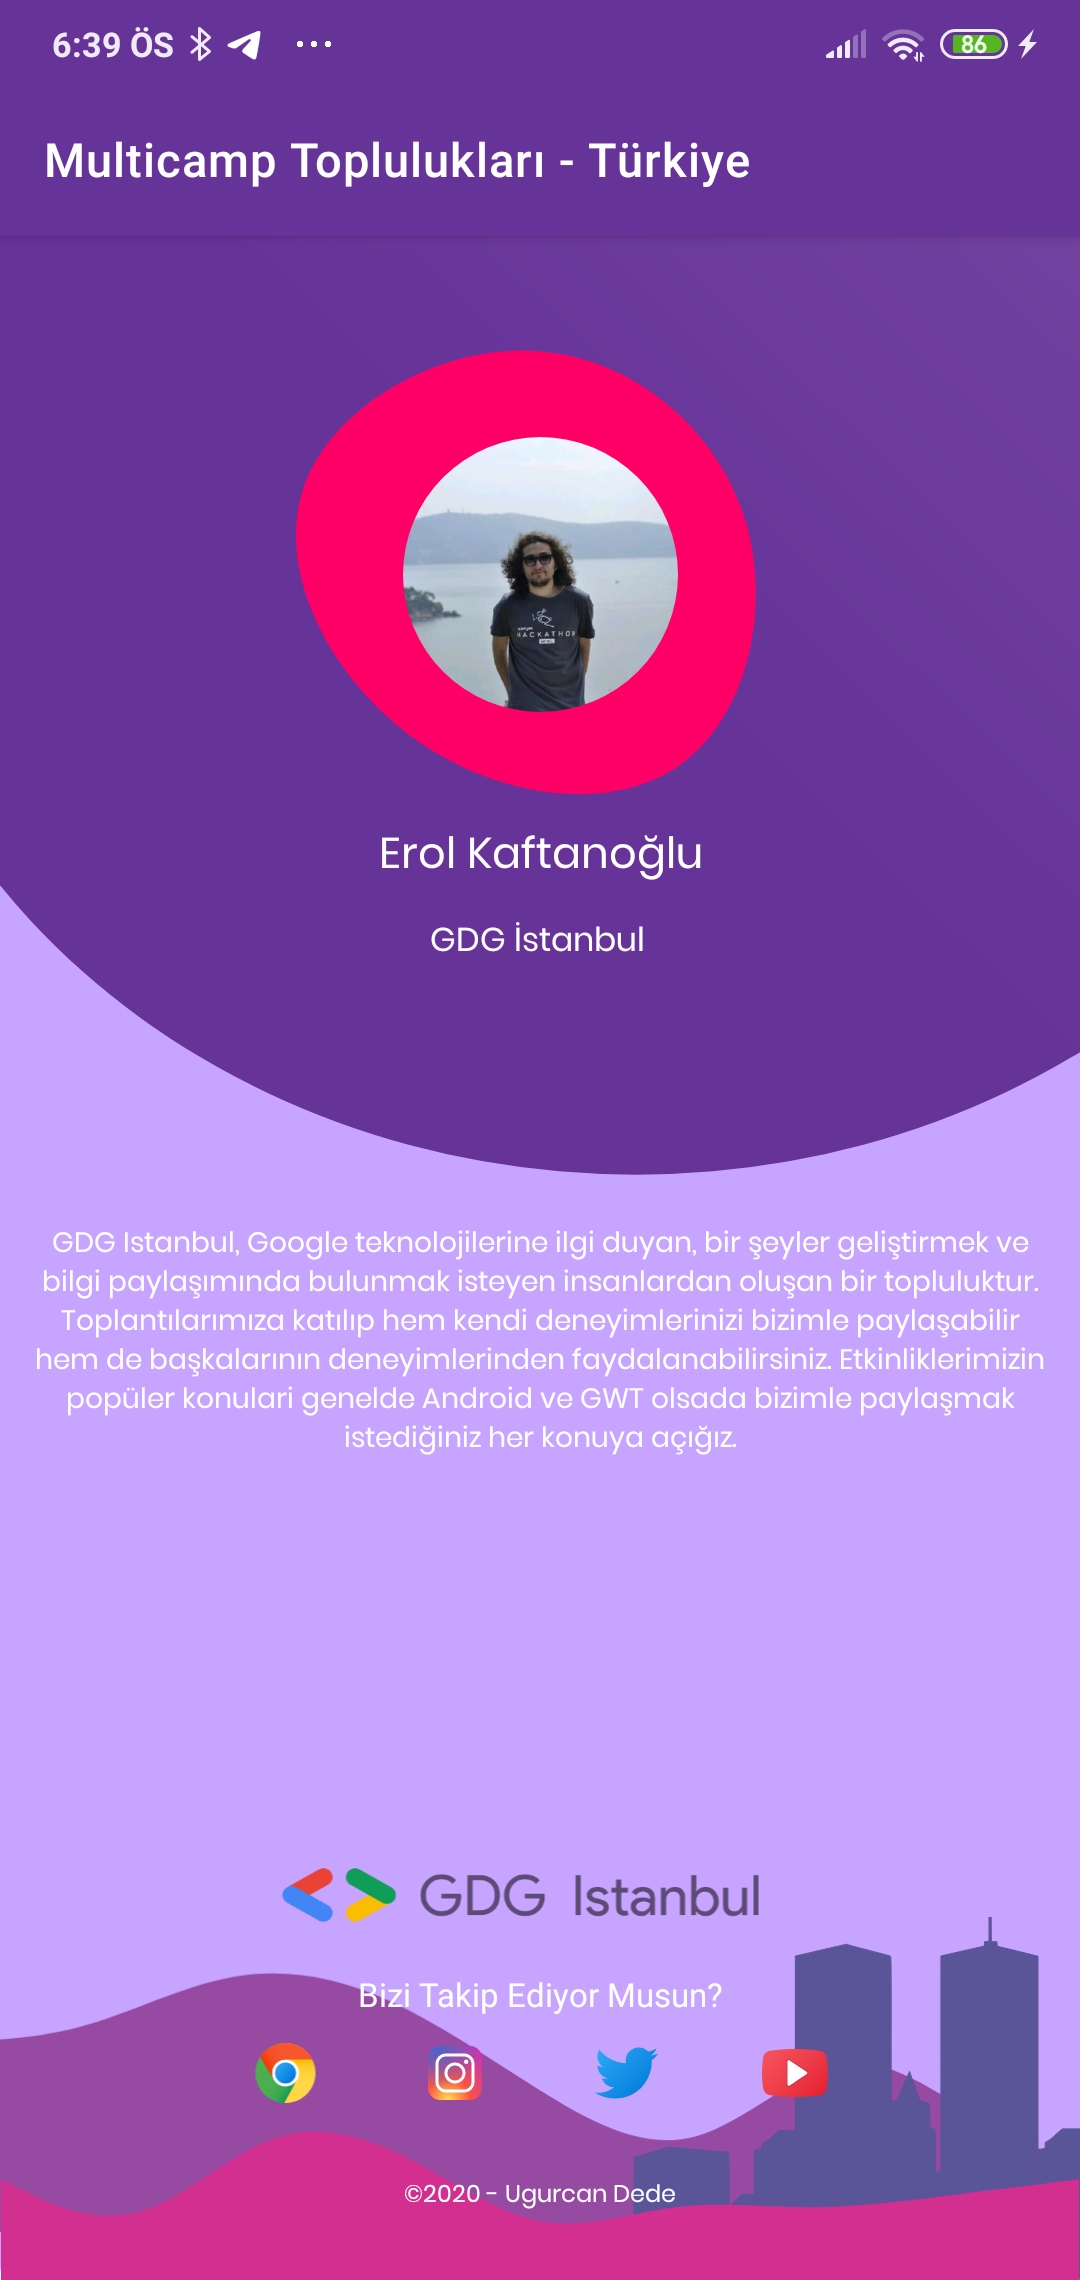 6:39 ÖS
86
Multicamp Toplulukları - Türkiye
HACKATHON
Erol Kaftanoğlu
GDG İstanbul
GDG Istanbul, Google teknolojilerine ilgi duyan, bir şeyler geliştirmek ve
bilgi paylaşımında bulunmak isteyen insanlardan oluşan bir topluluktur.
Toplantılarımıza katılıp hem kendi deneyimlerinizi bizimle paylaşabilir
hem de başkalarının deneyimlerinden faydalanabilirsiniz. Etkinliklerimizin
popüler konulari genelde Android ve GWT olsada bizimle paylaşmak
istediğiniz her konuya açığız.
GDG Istanbul
Bizi Takip Ediyor Musun?
©2020 - Ugurcan Dede